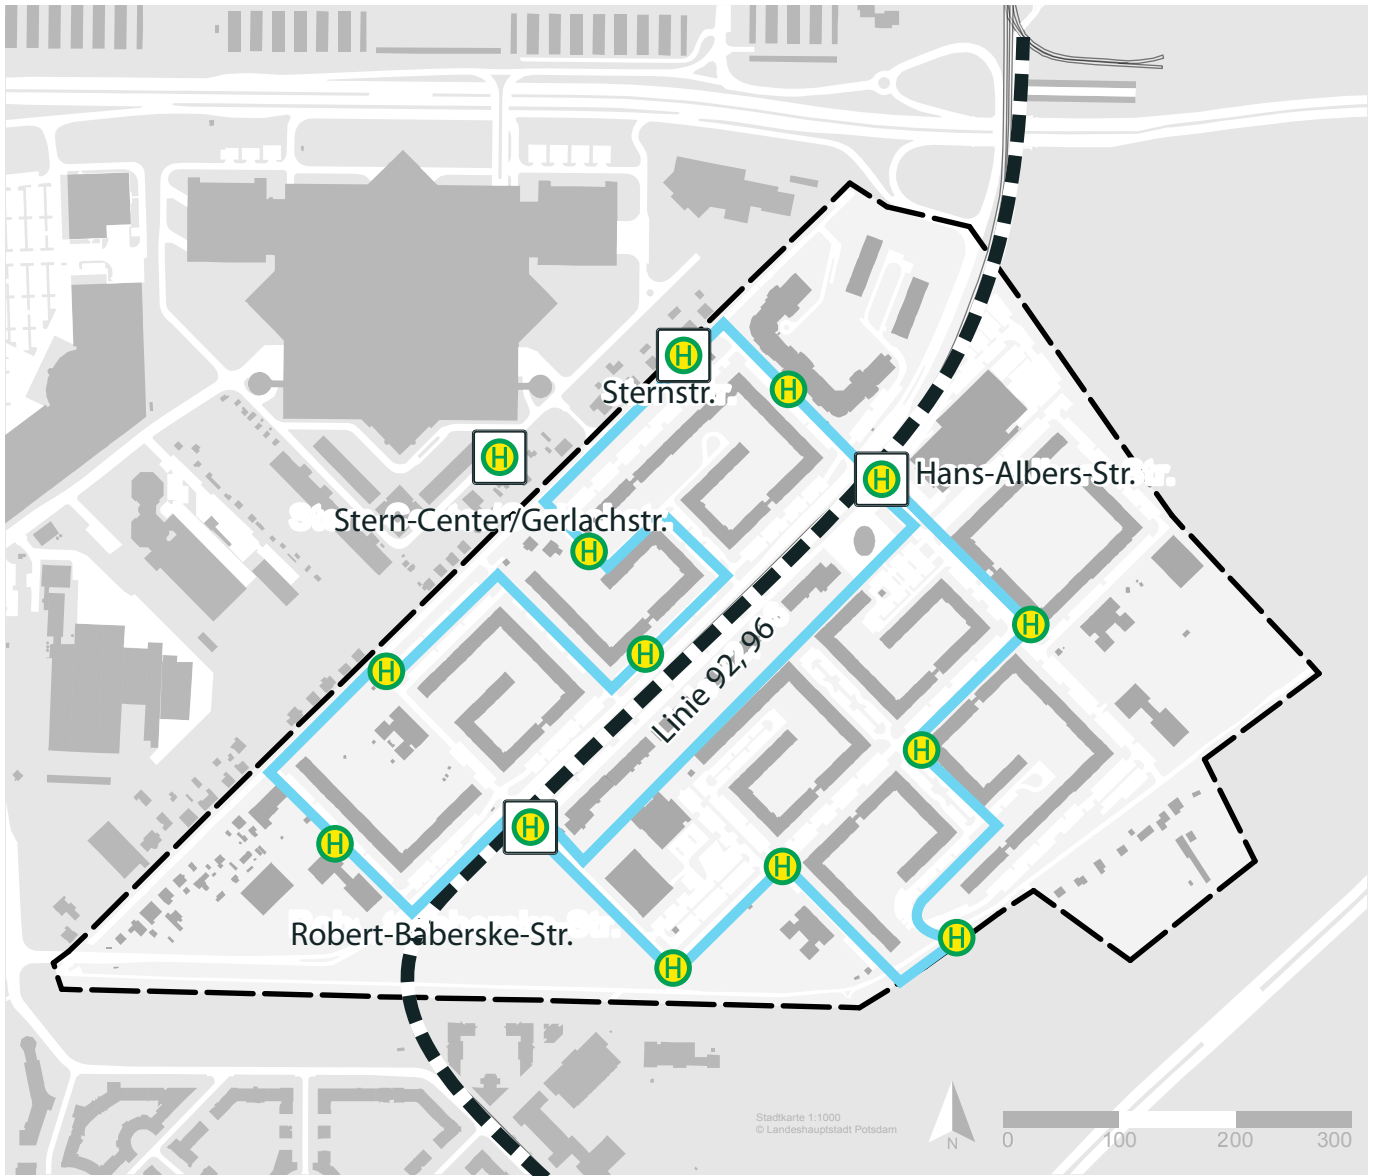 H
Sternstr.
H
H
H
Hans-Albers-Str.
Stern-Center/Gerlachstr.
H
H
Linie 92, 96
H
H
H
H
H
H
Robert-Baberske-Str.
H
H
Stadtkarte 1:1000
© Landeshauptstadt Potsdam
N
0 100 200 300